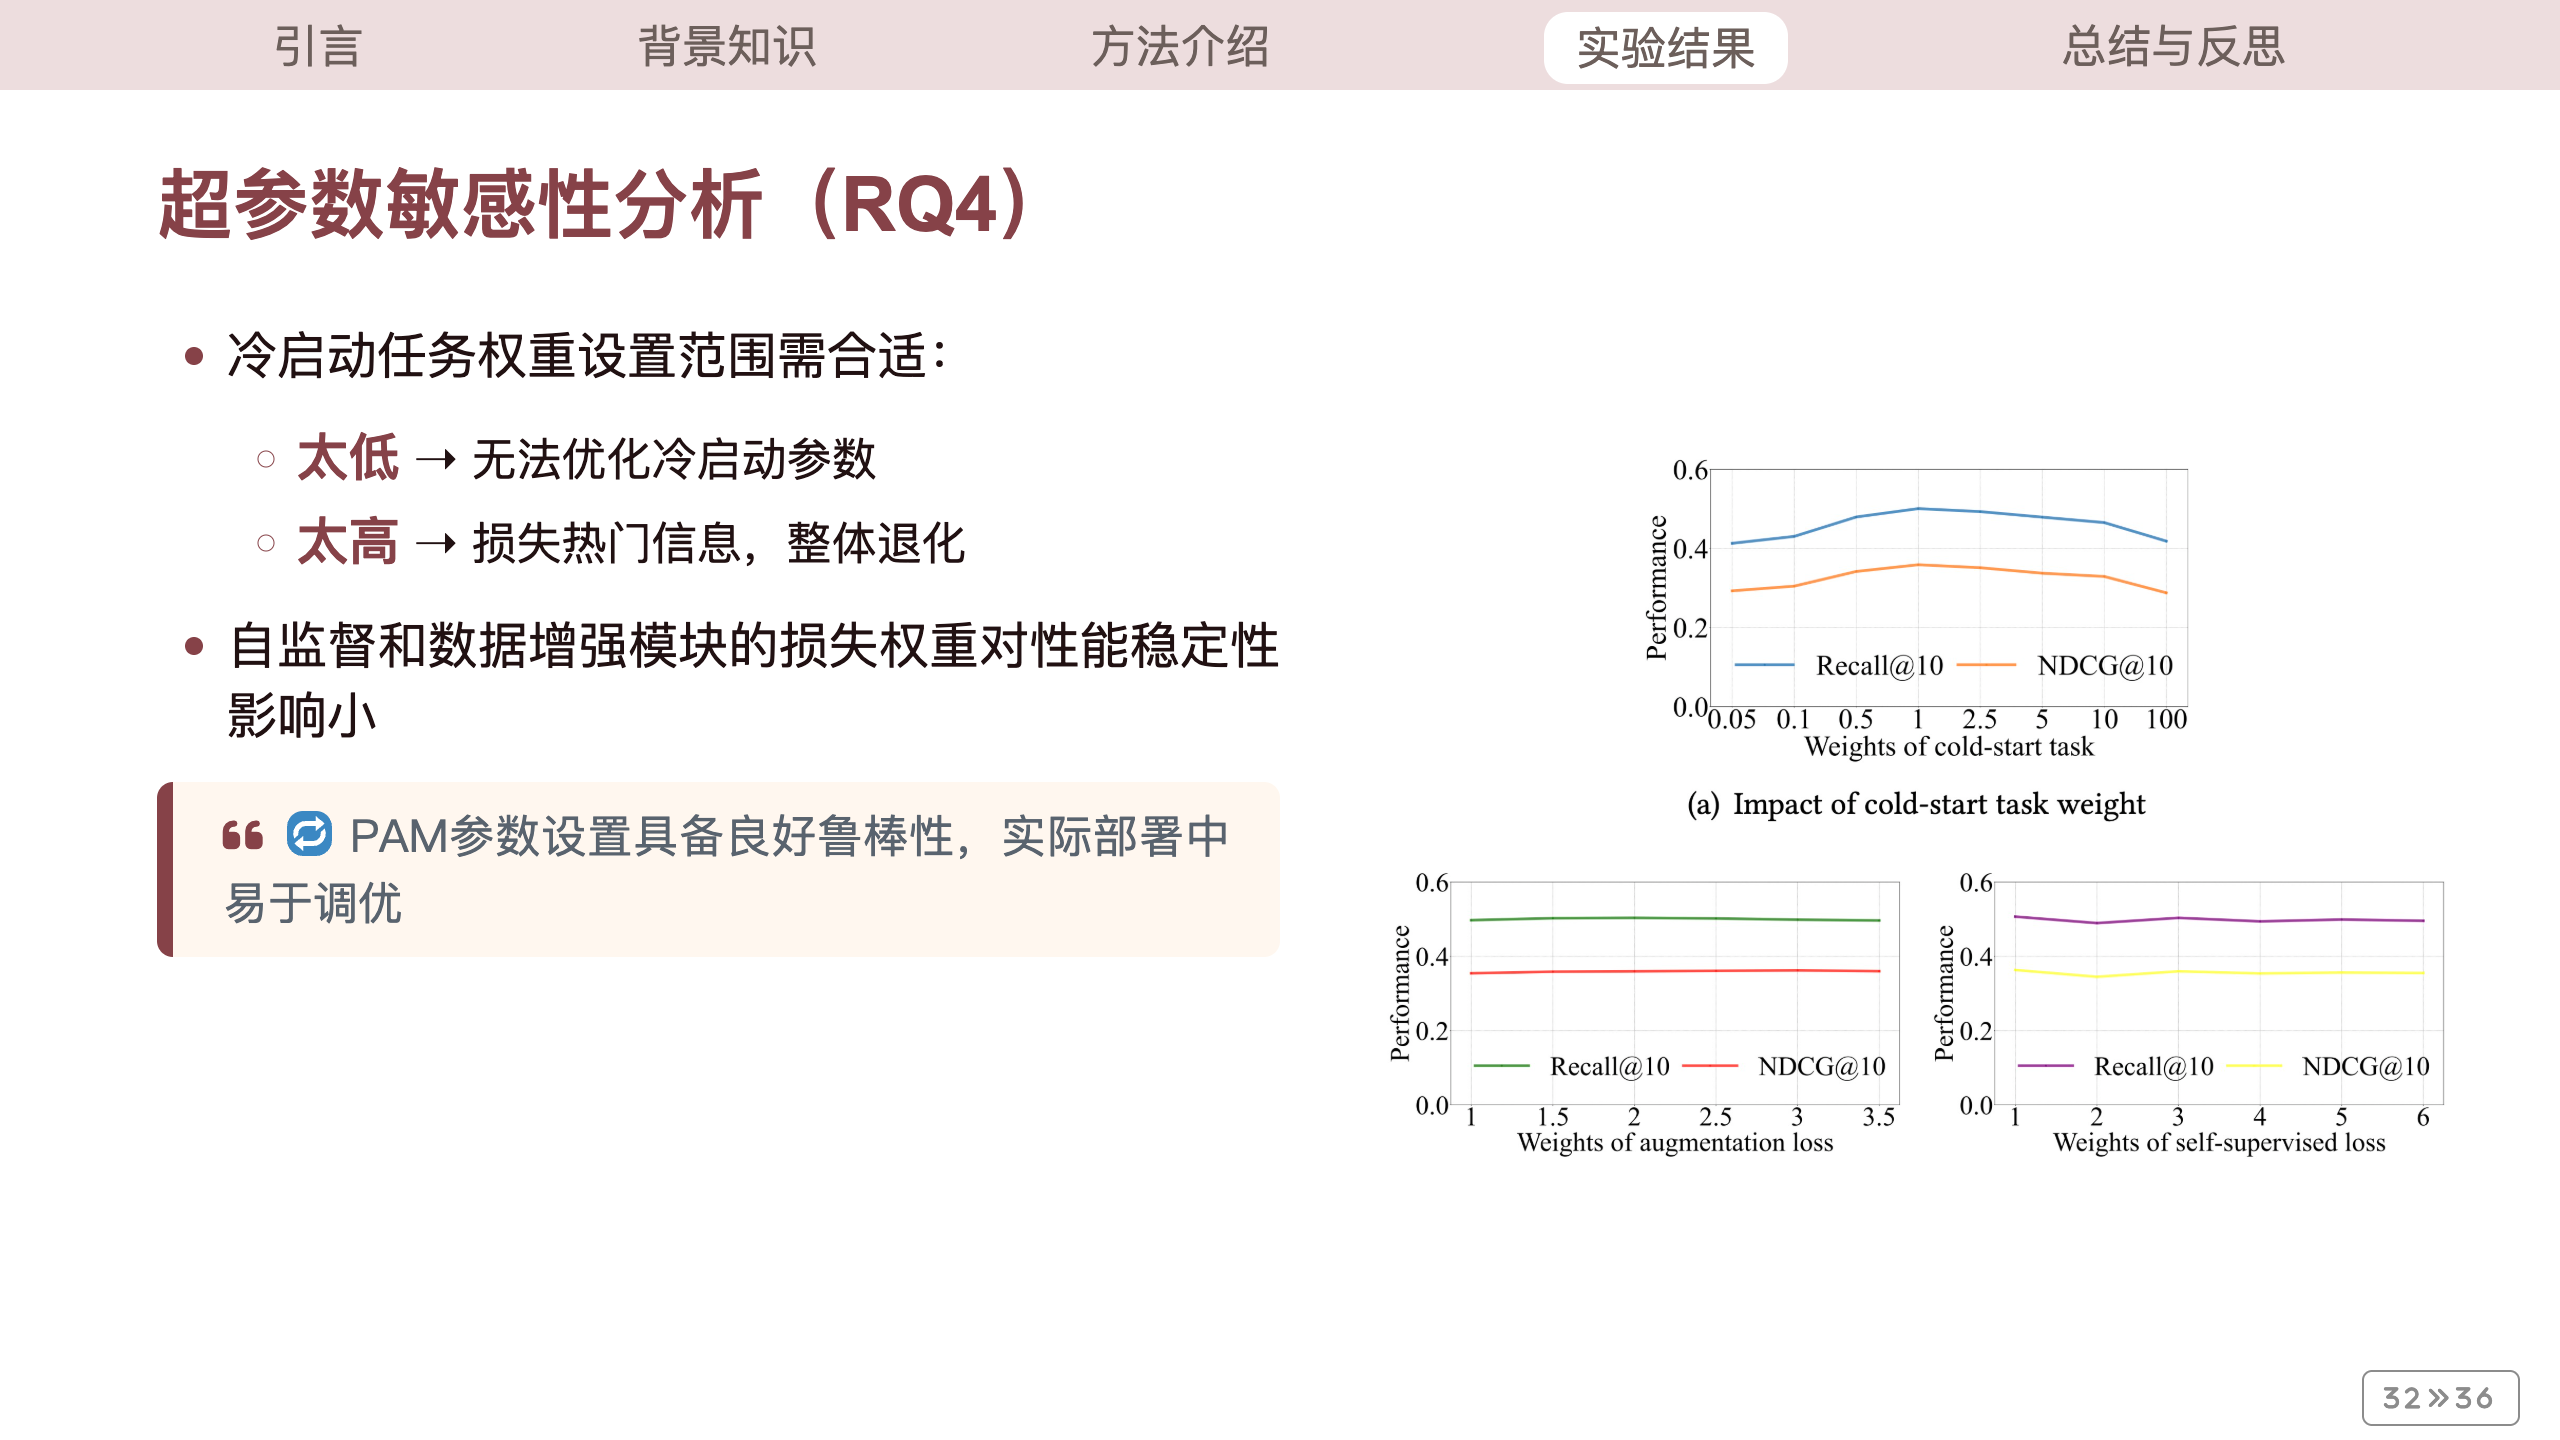 引言 背景知识 方法介绍 实验结果 总结与反思
超参数敏感性分析（RQ4）
• 冷启动任务权重设置范围需合适：
○ 太低 → 无法优化冷启动参数
○ 太高 → 损失热门信息，整体退化
• 自监督和数据增强模块的损失权重对性能稳定性
影响小
❝ 🔁 PAM参数设置具备良好鲁棒性，实际部署中
易于调优
Performance
0.6
0.4
0.2
0.0
Recall@10 NDCG@10
0.05 0.1 0.5 1 2.5 5 10 100
Weights of cold-start task
(a) Impact of cold-start task weight
Performance
0.6
0.4
0.2
0.0
Recall@10 NDCG@10
1 1.5 2 2.5 3 3.5
Weights of augmentation loss
Performance
0.6
0.4
0.2
0.0
Recall@10 NDCG@10
1 2 3 4 5 6
Weights of self-supervised loss
32 » 36